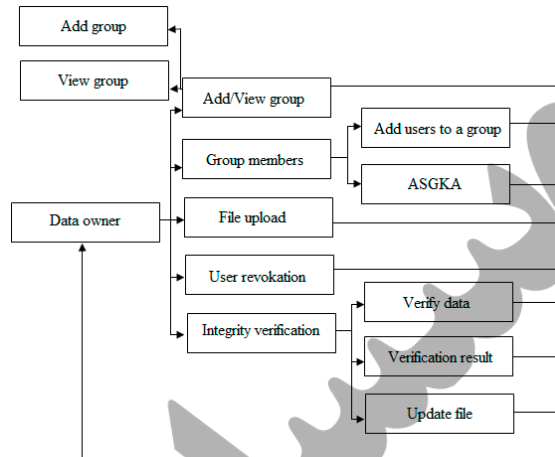 Add group
View group
Add/View group
Add users to a group
Group members
ASGKA
Data owner
File upload
User revokation
Verify data
Integrity verification
Verification result
Update file